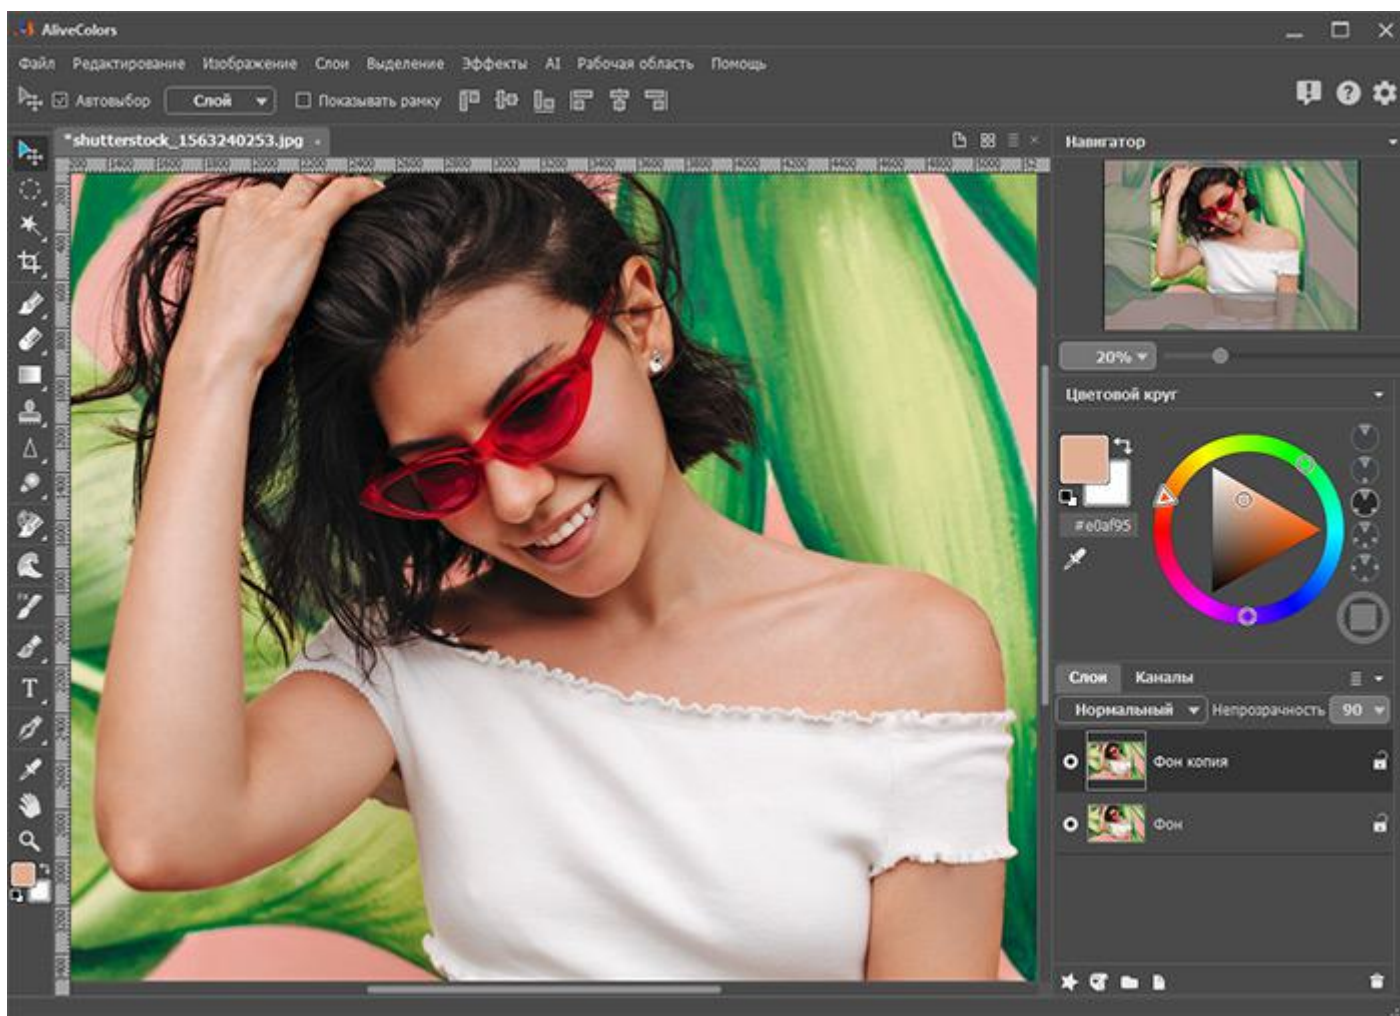 AliveColors
Файл Редактирование Изображение Слои Выделение Эффекты AI Рабочая область Помощь
Автовыбор Слой Показывать рамку
*shutterstock_1563240253.jpg
Навигатор
20%
Цветовой круг
#e0af95
Слои Каналы
Нормальный Непрозрачность 90
Фон копия
Фон
T